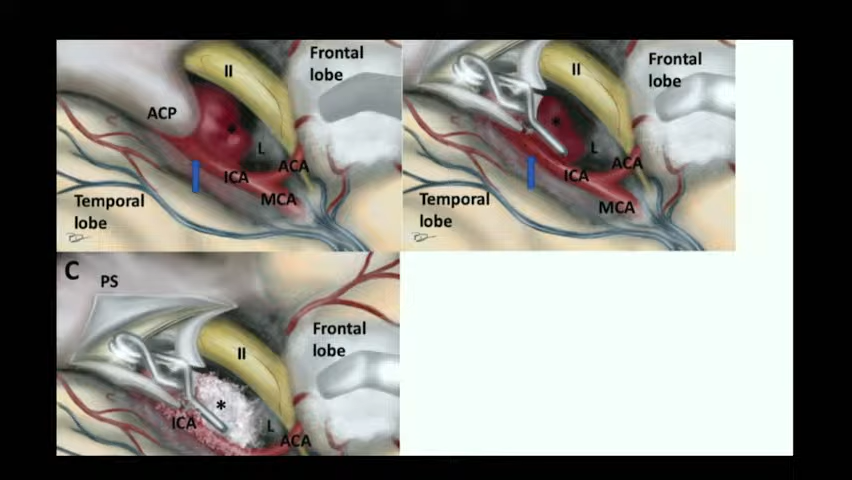 II
Frontal
lobe
ACP
*
L
ACA
ICA
MCA
Temporal
lobe
II
Frontal
lobe
*
L
ACA
ICA
MCA
Temporal
lobe
C
PS
II
Frontal
lobe
*
ICA
L
ACA